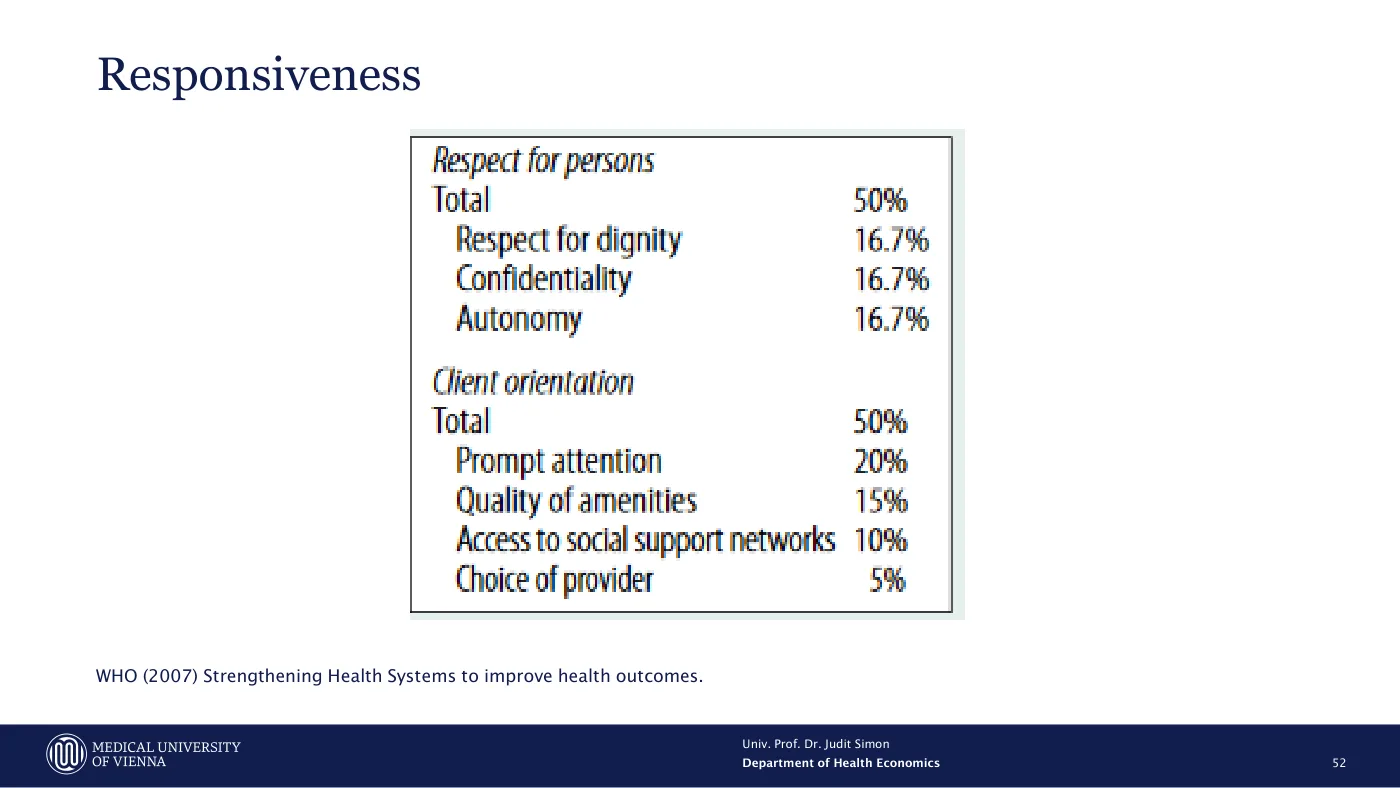 Responsiveness
Respect for persons
Total 50%
Respect for dignity 16.7%
Confidentiality 16.7%
Autonomy 16.7%
Client orientation
Total 50%
Prompt attention 20%
Quality of amenities 15%
Access to social support networks 10%
Choice of provider 5%
WHO (2007) Strengthening Health Systems to improve health outcomes.
MEDICAL UNIVERSITY
OF VIENNA
Univ. Prof. Dr. Judit Simon
Department of Health Economics
52